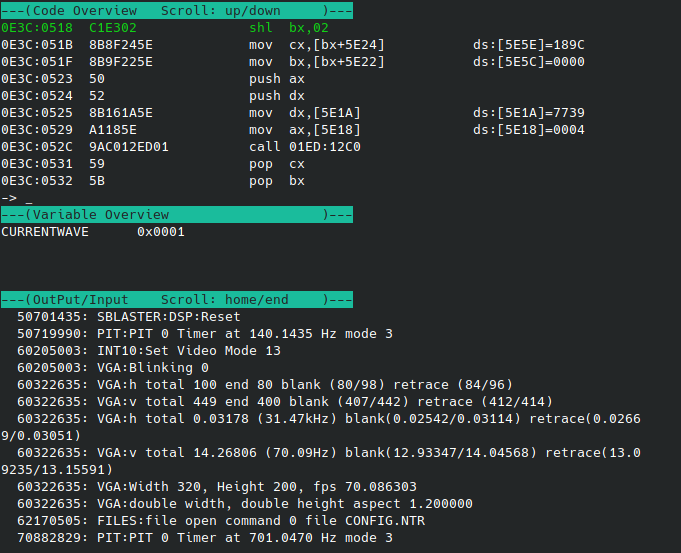 ---(Code Overview   Scroll: up/down     )---
0E3C:0518  C1E302              shl  bx,02
0E3C:051B  8B8F245E            mov  cx,[bx+5E24]           ds:[5E5E]=189C
0E3C:051F  8B9F225E            mov  bx,[bx+5E22]           ds:[5E5C]=0000
0E3C:0523  50                  push ax
0E3C:0524  52                  push dx
0E3C:0525  8B161A5E            mov  dx,[5E1A]              ds:[5E1A]=7739
0E3C:0529  A1185E              mov  ax,[5E18]              ds:[5E18]=0004
0E3C:052C  9AC012ED01          call 01ED:12C0
0E3C:0531  59                  pop  cx
0E3C:0532  5B                  pop  bx
-> _
---(Variable Overview                   )---
CURRENTWAVE      0x0001
---(OutPut/Input    Scroll: home/end    )---
  50701435: SBLASTER:DSP:Reset
  50719990: PIT:PIT 0 Timer at 140.1435 Hz mode 3
  60205003: INT10:Set Video Mode 13
  60205003: VGA:Blinking 0
  60322635: VGA:h total 100 end 80 blank (80/98) retrace (84/96)
  60322635: VGA:v total 449 end 400 blank (407/442) retrace (412/414)
  60322635: VGA:h total 0.03178 (31.47kHz) blank(0.02542/0.03114) retrace(0.0266
9/0.03051)
  60322635: VGA:v total 14.26806 (70.09Hz) blank(12.93347/14.04568) retrace(13.0
9235/13.15591)
  60322635: VGA:Width 320, Height 200, fps 70.086303
  60322635: VGA:double width, double height aspect 1.200000
  62170505: FILES:file open command 0 file CONFIG.NTR
  70882829: PIT:PIT 0 Timer at 701.0470 Hz mode 3